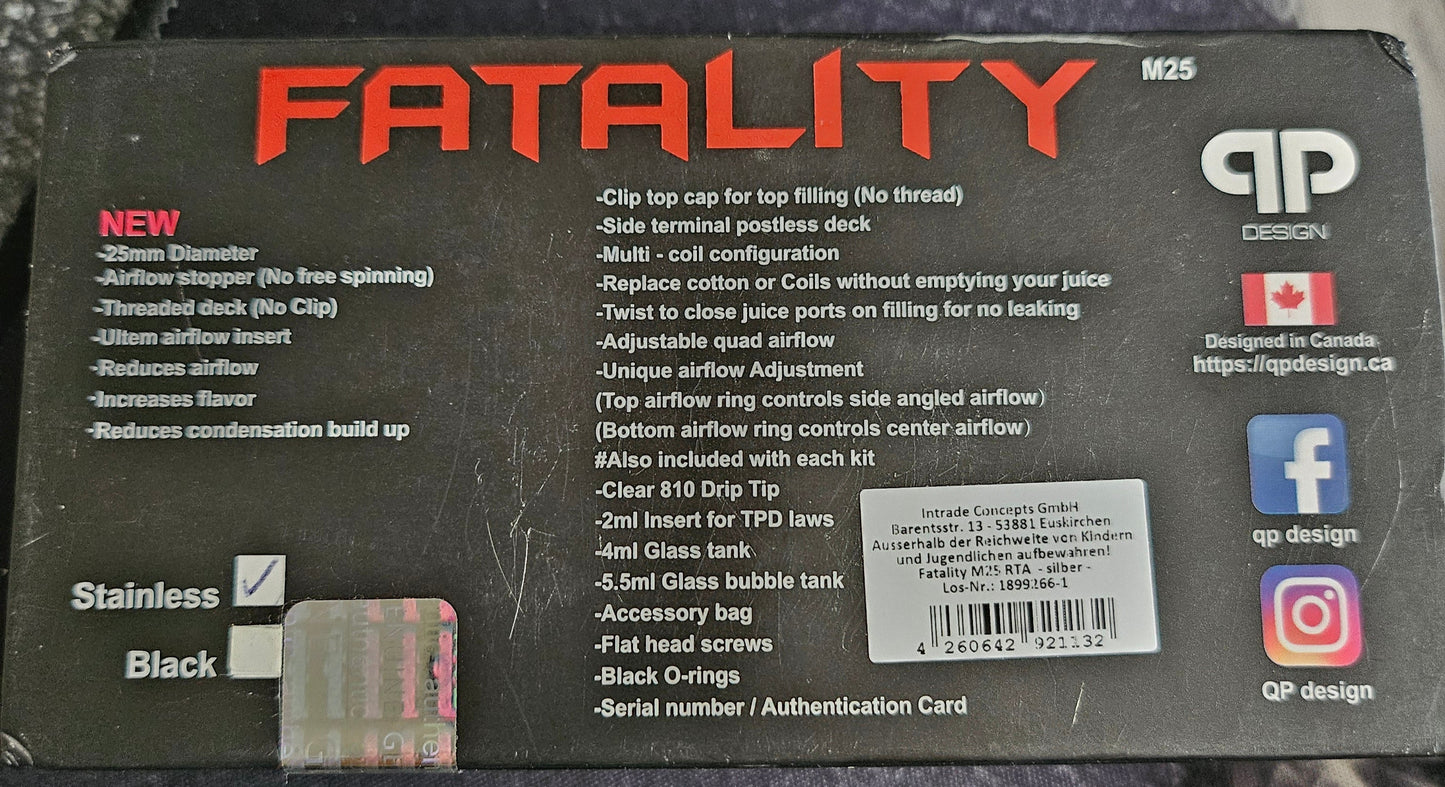 FATALITY
M25
NEW
-25mm Diameter
-Airflow stopper (No free spinning)
-Threaded deck (No Clip)
-Ultem airflow insert
-Reduces airflow
-Increases flavor
-Reduces condensation build up
Stainless
Black
-Clip top cap for top filling (No thread)
-Side terminal postless deck
-Multi - coil configuration
-Replace cotton or Coils without emptying your juice
-Twist to close juice ports on filling for no leaking
-Adjustable quad airflow
-Unique airflow Adjustment
(Top airflow ring controls side angled airflow)
(Bottom airflow ring controls center airflow)
#Also included with each kit
-Clear 810 Drip Tip
-2ml Insert for TPD laws
-4ml Glass tank
-5.5ml Glass bubble tank
-Accessory bag
-Flat head screws
-Black O-rings
-Serial number / Authentication Card
Intrade Concepts GmbH
Barentsstr. 13 - 53881 Euskirchen
Ausserhalb der Reichweite von Kindern
und Jugendlichen aufbewahren!
Fatality M25 RTA - silber -
Los-Nr.: 1899266-1
4 260642 921132
QP
DESIGN
Designed in Canada
https://qpdesign.ca
f
qp design
QP design